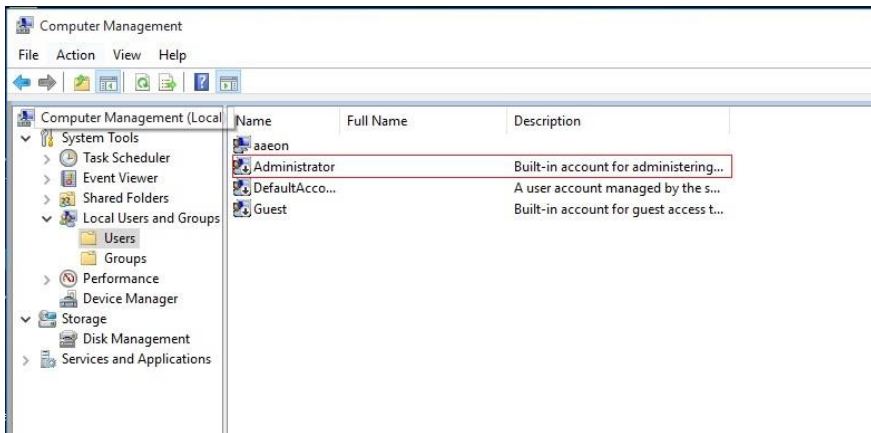 Computer Management
File Action View Help
Computer Management (Local
System Tools
Task Scheduler
Event Viewer
Shared Folders
Local Users and Groups
Users
Groups
Performance
Device Manager
Storage
Disk Management
Services and Applications
Name Full Name Description
aaeon
Administrator Built-in account for administering...
DefaultAcco... A user account managed by the s...
Guest Built-in account for guest access t...